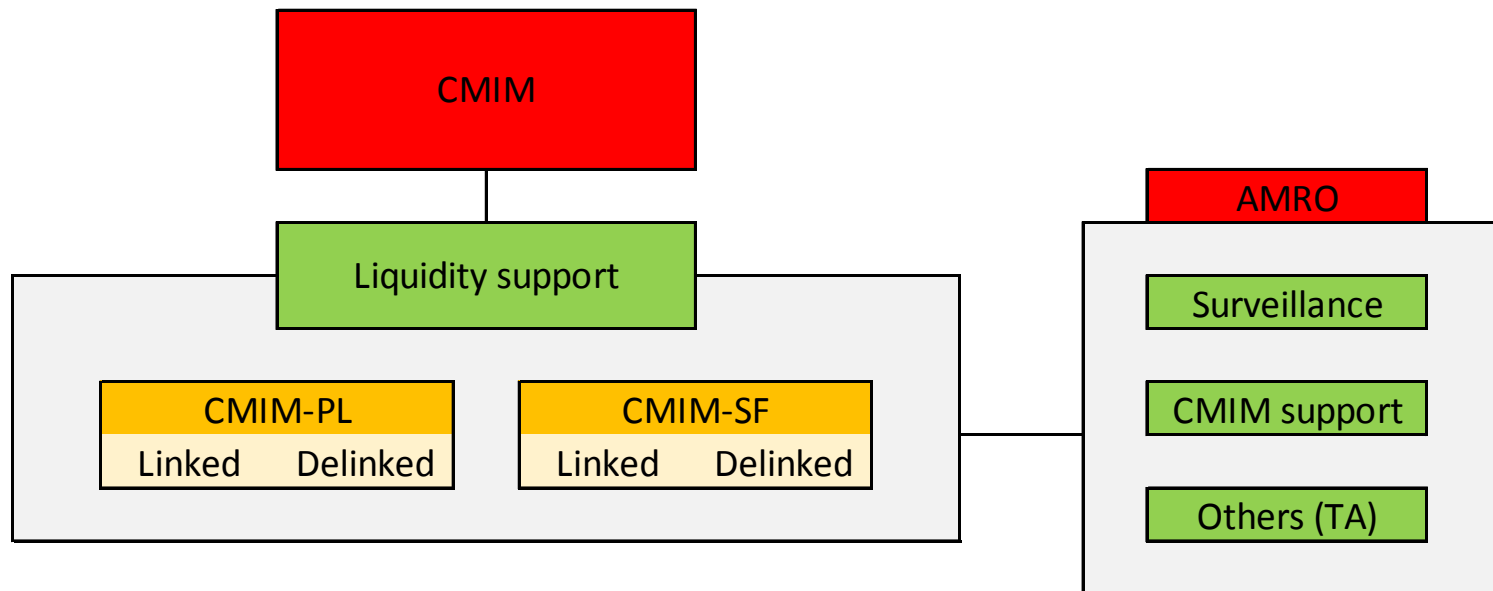 CMIM
Liquidity support
CMIM-PL
Linked Delinked
CMIM-SF
Linked Delinked
AMRO
Surveillance
CMIM support
Others (TA)